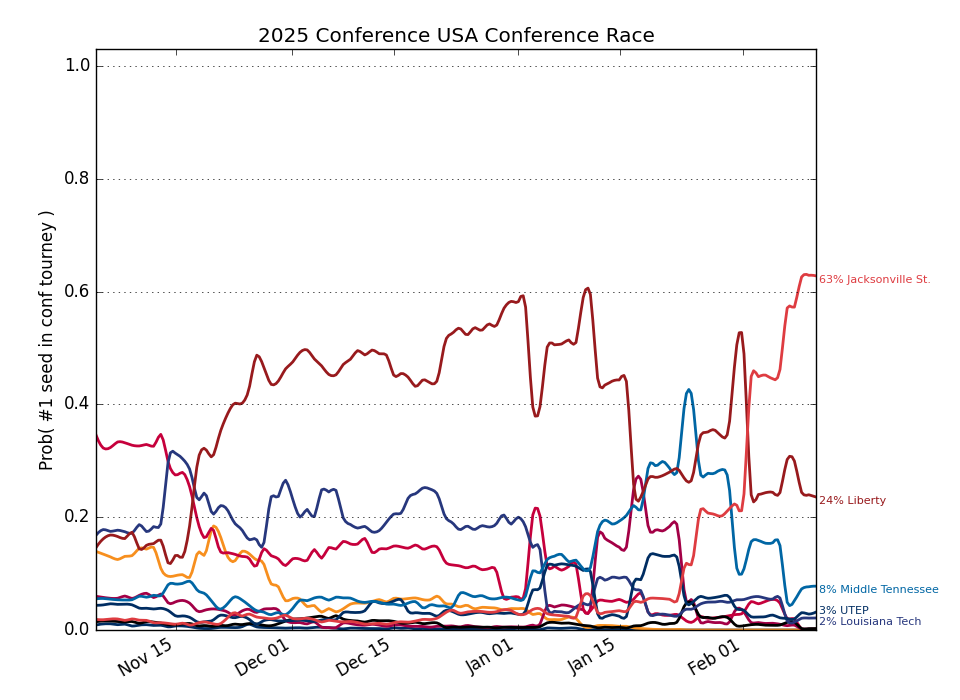 2025 Conference USA Conference Race
Prob( #1 seed in conf tourney )
1.0
0.8
0.6
0.4
0.2
0.0
63% Jacksonville St.
24% Liberty
8% Middle Tennessee
3% UTEP
2% Louisiana Tech
Nov 15
Dec 01
Dec 15
Jan 01
Jan 15
Feb 01